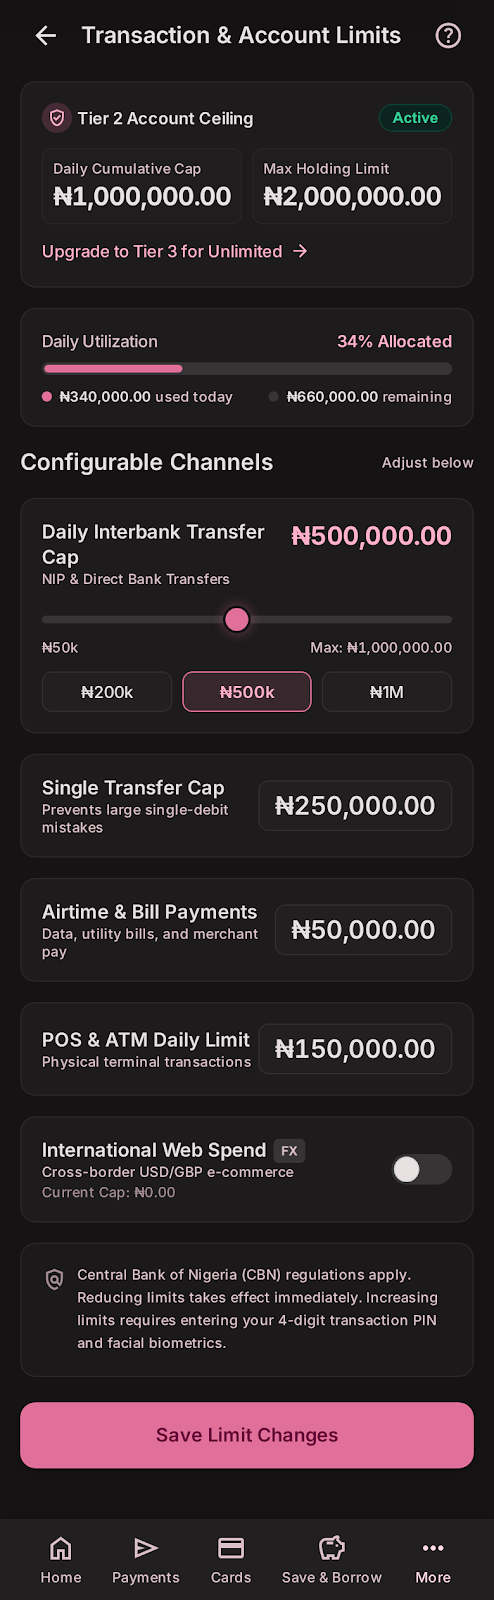 Transaction & Account Limits
Tier 2 Account Ceiling
Active
Daily Cumulative Cap
₦1,000,000.00
Max Holding Limit
₦2,000,000.00
Upgrade to Tier 3 for Unlimited
Daily Utilization
34% Allocated
₦340,000.00 used today
₦660,000.00 remaining
Configurable Channels
Adjust below
Daily Interbank Transfer
Cap
₦500,000.00
NIP & Direct Bank Transfers
₦50k
Max: ₦1,000,000.00
₦200k
₦500k
₦1M
Single Transfer Cap
Prevents large single-debit
mistakes
₦250,000.00
Airtime & Bill Payments
Data, utility bills, and merchant
pay
₦50,000.00
POS & ATM Daily Limit
Physical terminal transactions
₦150,000.00
International Web Spend FX
Cross-border USD/GBP e-commerce
Current Cap: ₦0.00
Central Bank of Nigeria (CBN) regulations apply.
Reducing limits takes effect immediately. Increasing
limits requires entering your 4-digit transaction PIN
and facial biometrics.
Save Limit Changes
Home
Payments
Cards
Save & Borrow
More